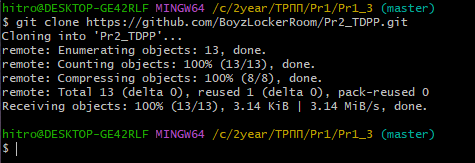 hitro@DESKTOP-GE42RLF MINGW64 /c/2year/ТРПП/Pr1/Pr1_3 (master)
$ git clone https://github.com/BoyzLockerRoom/Pr2_TDPP.git
Cloning into 'Pr2_TDPP'...
remote: Enumerating objects: 13, done.
remote: Counting objects: 100% (13/13), done.
remote: Compressing objects: 100% (8/8), done.
remote: Total 13 (delta 0), reused 1 (delta 0), pack-reused 0
Receiving objects: 100% (13/13), 3.14 KiB | 3.14 MiB/s, done.
hitro@DESKTOP-GE42RLF MINGW64 /c/2year/ТРПП/Pr1/Pr1_3 (master)
$